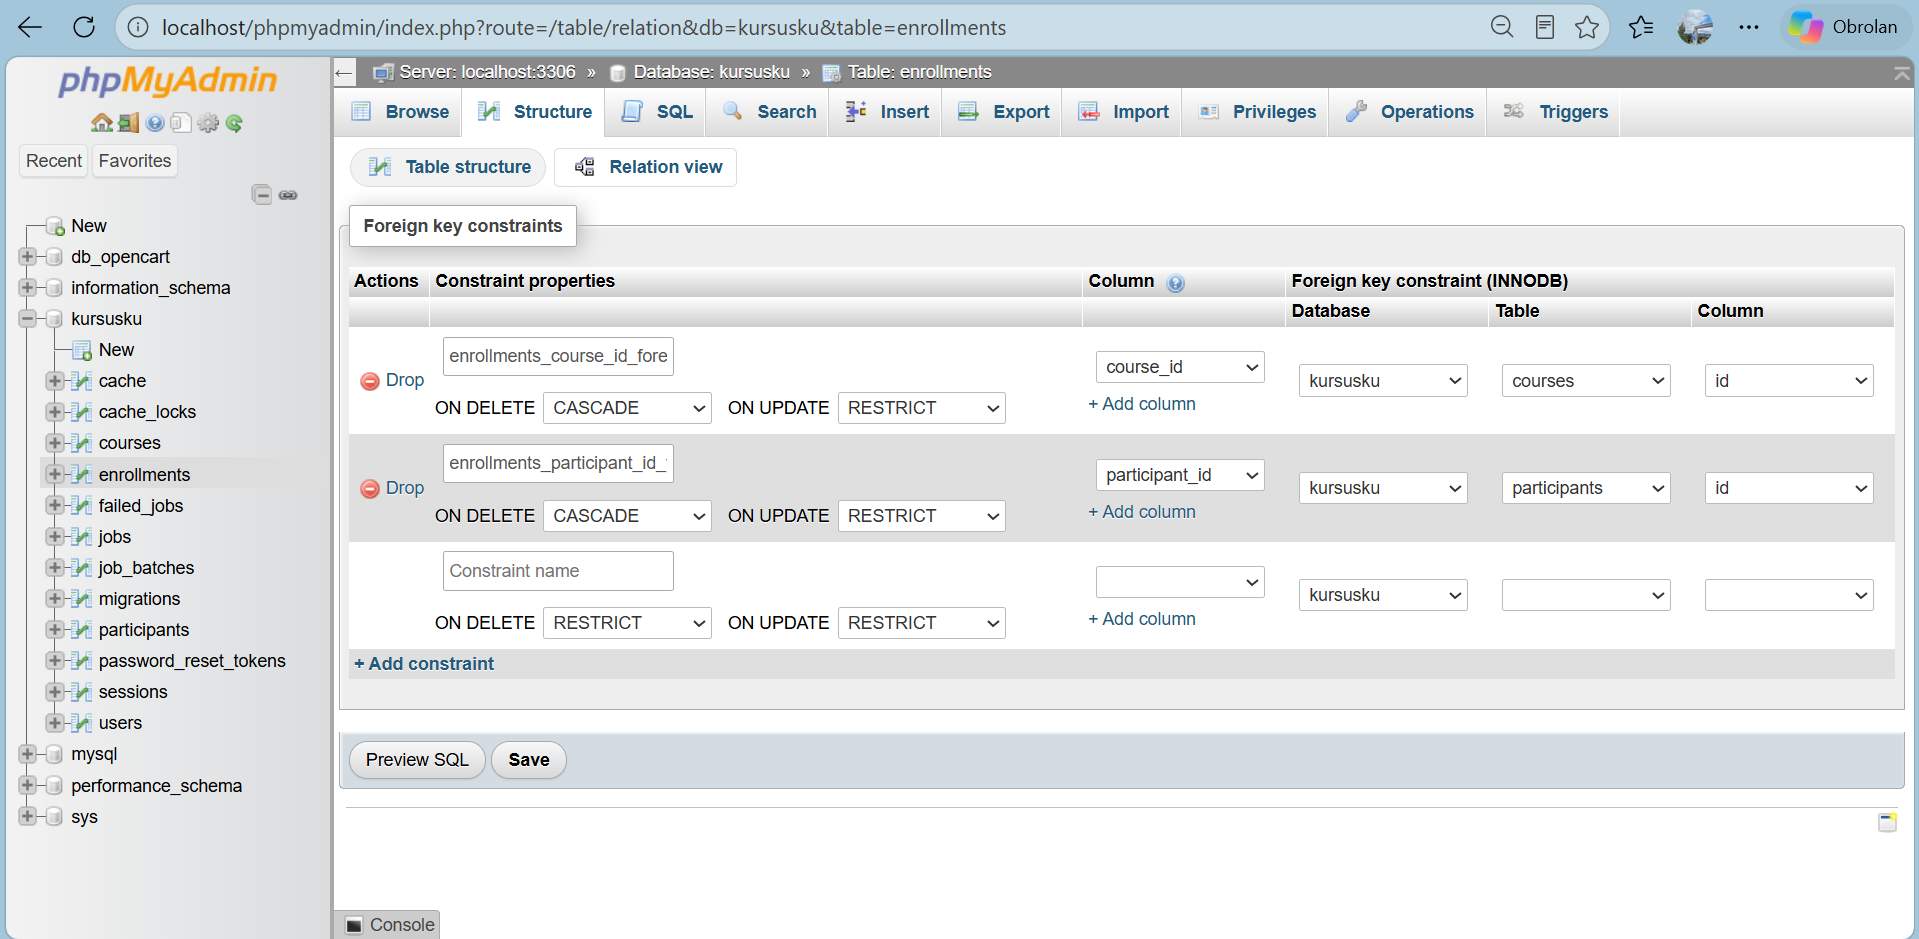 localhost/phpmyadmin/index.php?route=/table/relation&db=kursusku&table=enrollments
Obrolan
phpMyAdmin
Recent Favorites
New
db_opencart
information_schema
kursusku
New
cache
cache_locks
courses
enrollments
failed_jobs
jobs
job_batches
migrations
participants
password_reset_tokens
sessions
users
mysql
performance_schema
sys
Server: localhost:3306 » Database: kursusku » Table: enrollments
Browse Structure SQL Search Insert Export Import Privileges Operations Triggers
Table structure Relation view
Foreign key constraints
Actions Constraint properties Column Foreign key constraint (INNODB)
Database Table Column
enrollments_course_id_fore
Drop
ON DELETE CASCADE ON UPDATE RESTRICT
course_id
+ Add column
kursusku courses id
enrollments_participant_id_
Drop
ON DELETE CASCADE ON UPDATE RESTRICT
participant_id
+ Add column
kursusku participants id
Constraint name
ON DELETE RESTRICT ON UPDATE RESTRICT
+ Add column
kursusku
+ Add constraint
Preview SQL Save
Console